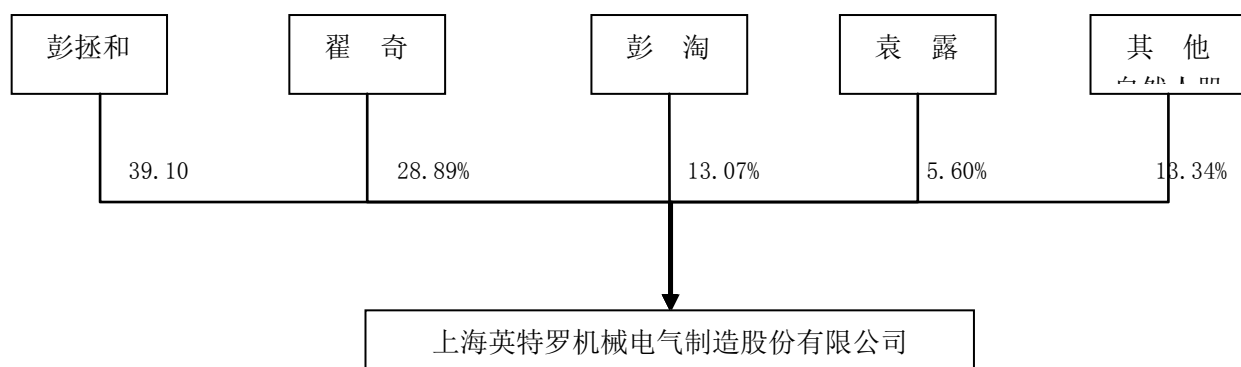 彭拯和
翟 奇
彭 淘
袁 露
其 他
39.10
28.89%
13.07%
5.60%
13.34%
上海英特罗机械电气制造股份有限公司